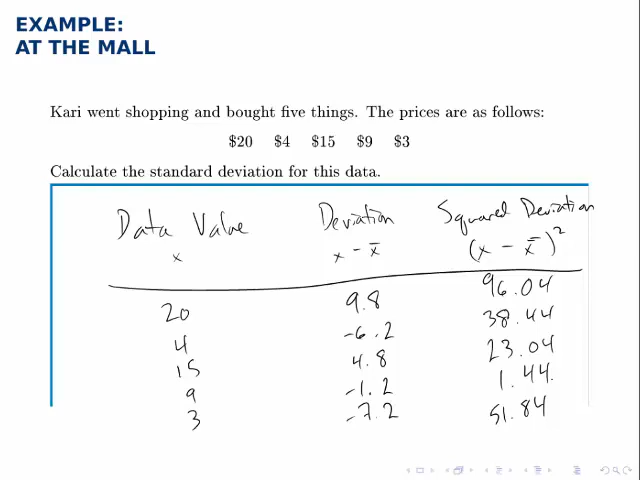 EXAMPLE:
AT THE MALL
Kari went shopping and bought five things. The prices are as follows:
$20 $4 $15 $9 $3
Calculate the standard deviation for this data.
Data Value Deviation Squared Deviation
x x - x̄ (x - x̄)²
20 9.8 96.04
4 -6.2 38.44
15 4.8 23.04
9 -1.2 1.44
3 -7.2 51.84